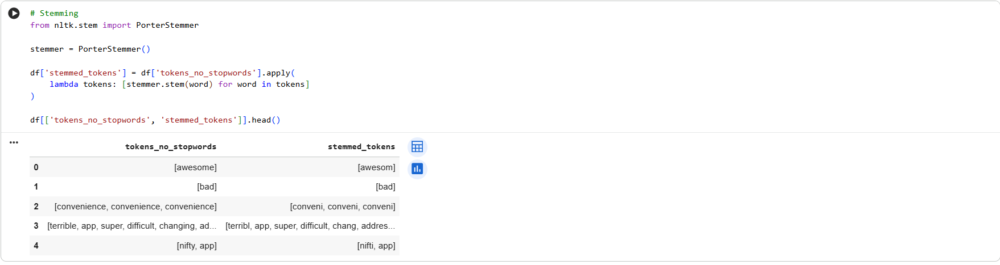 # Stemming
from nltk.stem import PorterStemmer
stemmer = PorterStemmer()
df['stemmed_tokens'] = df['tokens_no_stopwords'].apply(
    lambda tokens: [stemmer.stem(word) for word in tokens]
)
df[['tokens_no_stopwords', 'stemmed_tokens']].head()
tokens_no_stopwords stemmed_tokens
0 [awesome] [awesom]
1 [bad] [bad]
2 [convenience, convenience, convenience] [conveni, conveni, conveni]
3 [terrible, app, super, difficult, changing, ad... [terribl, app, super, difficult, chang, addres...
4 [nifty, app] [nifti, app]